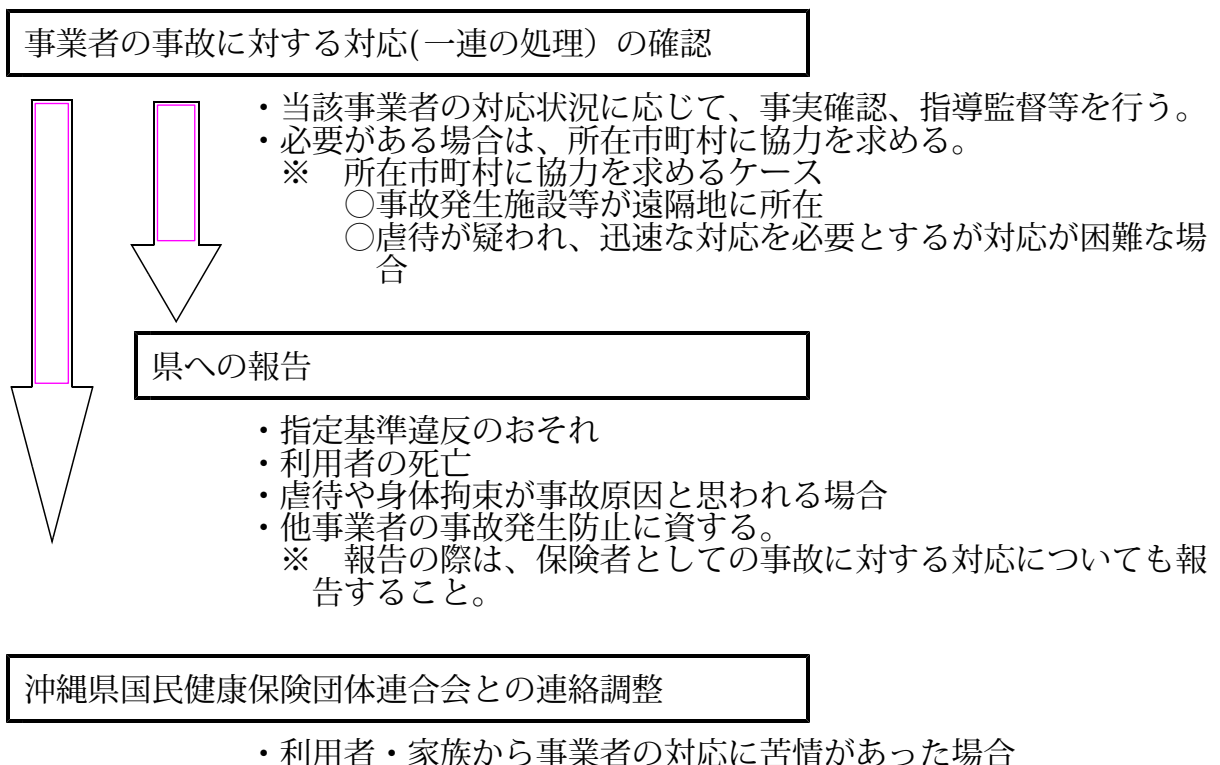 事業者の事故に対する対応(一連の処理）の確認
・当該事業者の対応状況に応じて、事実確認、指導監督等を行う。
・必要がある場合は、所在市町村に協力を求める。
※　所在市町村に協力を求めるケース
○事故発生施設等が遠隔地に所在
○虐待が疑われ、迅速な対応を必要とするが対応が困難な場
合
県への報告
・指定基準違反のおそれ
・利用者の死亡
・虐待や身体拘束が事故原因と思われる場合
・他事業者の事故発生防止に資する。
※　報告の際は、保険者としての事故に対する対応についても報
告すること。
沖縄県国民健康保険団体連合会との連絡調整
・利用者・家族から事業者の対応に苦情があった場合